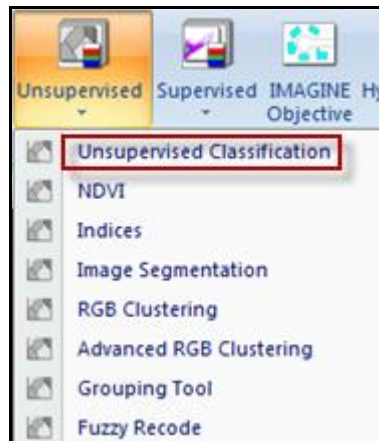 Unsupervised Supervised IMAGINE Hy
Objective
Unsupervised Classification
NDVI
Indices
Image Segmentation
RGB Clustering
Advanced RGB Clustering
Grouping Tool
Fuzzy Recode